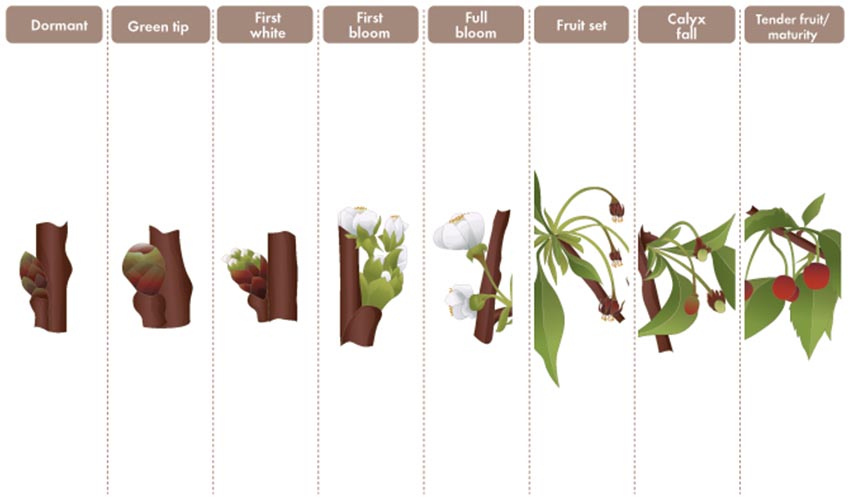 Dormant
Green tip
First
white
First
bloom
Full
bloom
Fruit set
Calyx
fall
Tender fruit/
maturity